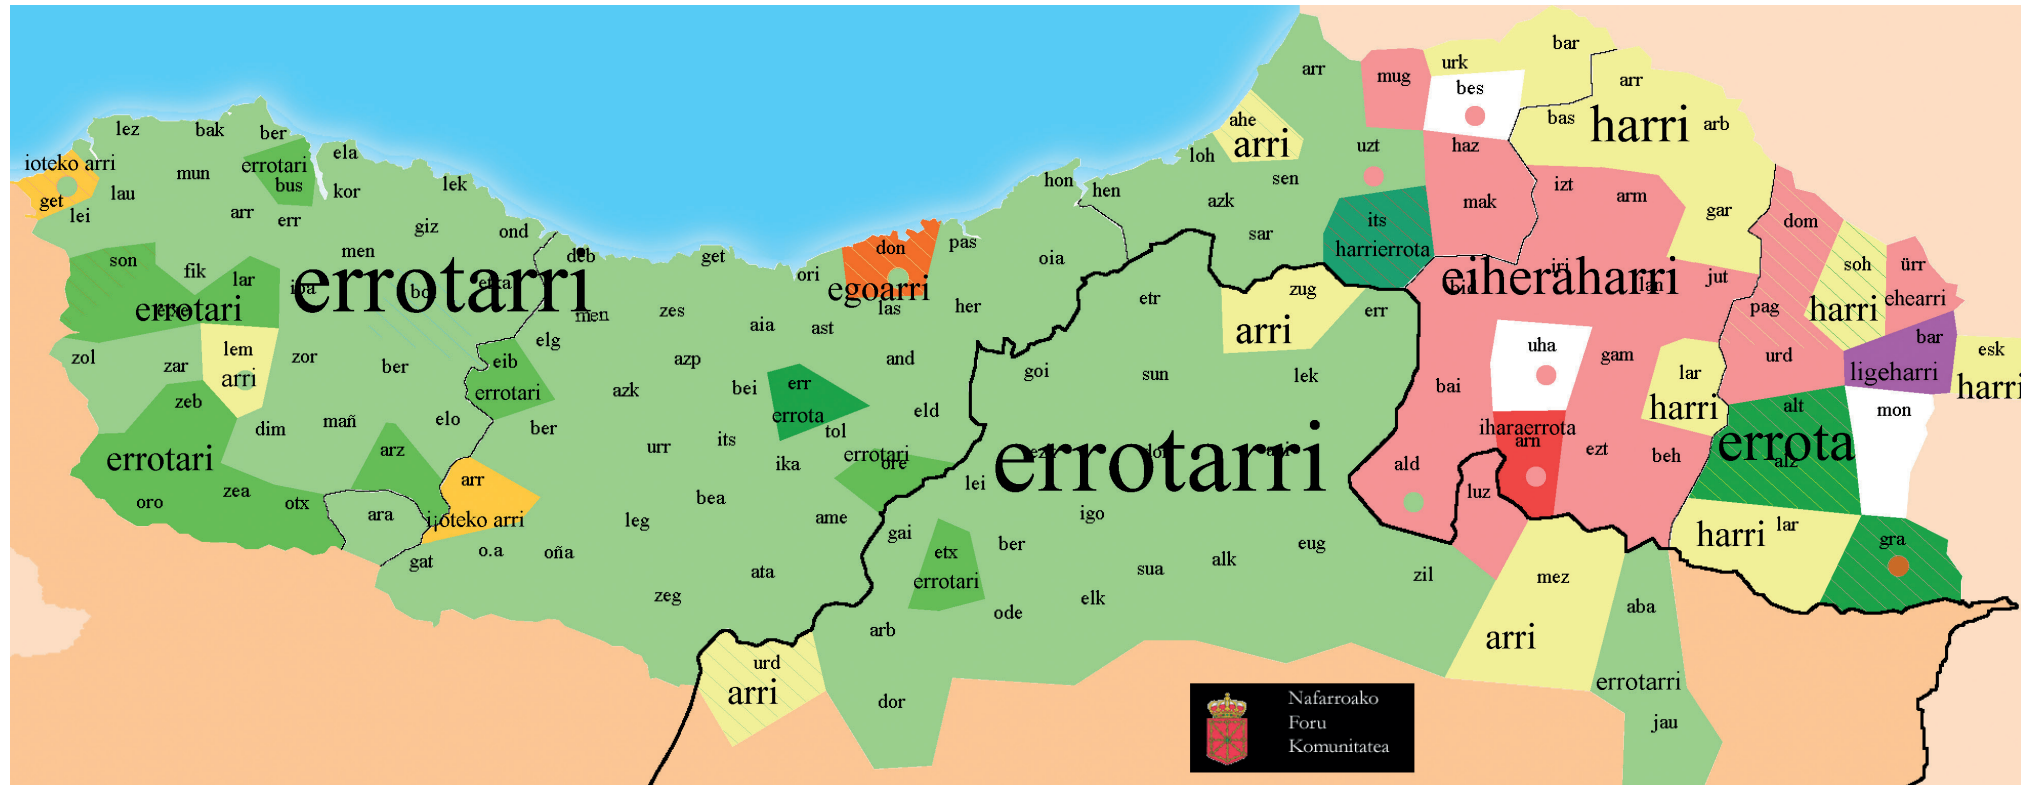 bar
urk
arr
mug
arr
bes
bas
harri
arb
lez
bak
ber
ahe
arri
uzt
haz
ioteko arri
errotari
ela
loh
mun
bus
lek
hon
hen
sen
izt
arm
get
lau
kor
azk
mak
lei
arr
err
giz
ond
sar
its
gar
dom
harrierrota
men
deb
get
don
pas
oia
son
fik
lar
errotarri
ori
egoarri
eiheraharri
jut
soh
ürr
errotari
zug
etr
harri
ehearri
men
zes
las
her
err
pag
aia
ast
arri
elg
bar
zol
zar
lem
zor
ber
eib
azp
and
goi
sun
lek
uha
gam
urd
esk
arri
errotari
azk
bei
err
bai
lar
ligeharri
harri
zeb
errota
eld
harri
alt
mon
dim
mañ
elo
ber
urr
its
tol
iharaerrota
errota
errotari
arz
ika
errotari
ore
errotarri
arn
ezt
beh
alz
ald
oro
zea
otx
arr
bea
lei
luz
ara
ijoteko arri
leg
ame
igo
harri
lar
gat
o.a
oña
gai
etx
ber
eug
gra
ata
errotari
sua
alk
zil
mez
zeg
ode
elk
aba
arb
arri
urd
arri
errotarri
dor
jau
Nafarroako
Foru
Komunitatea